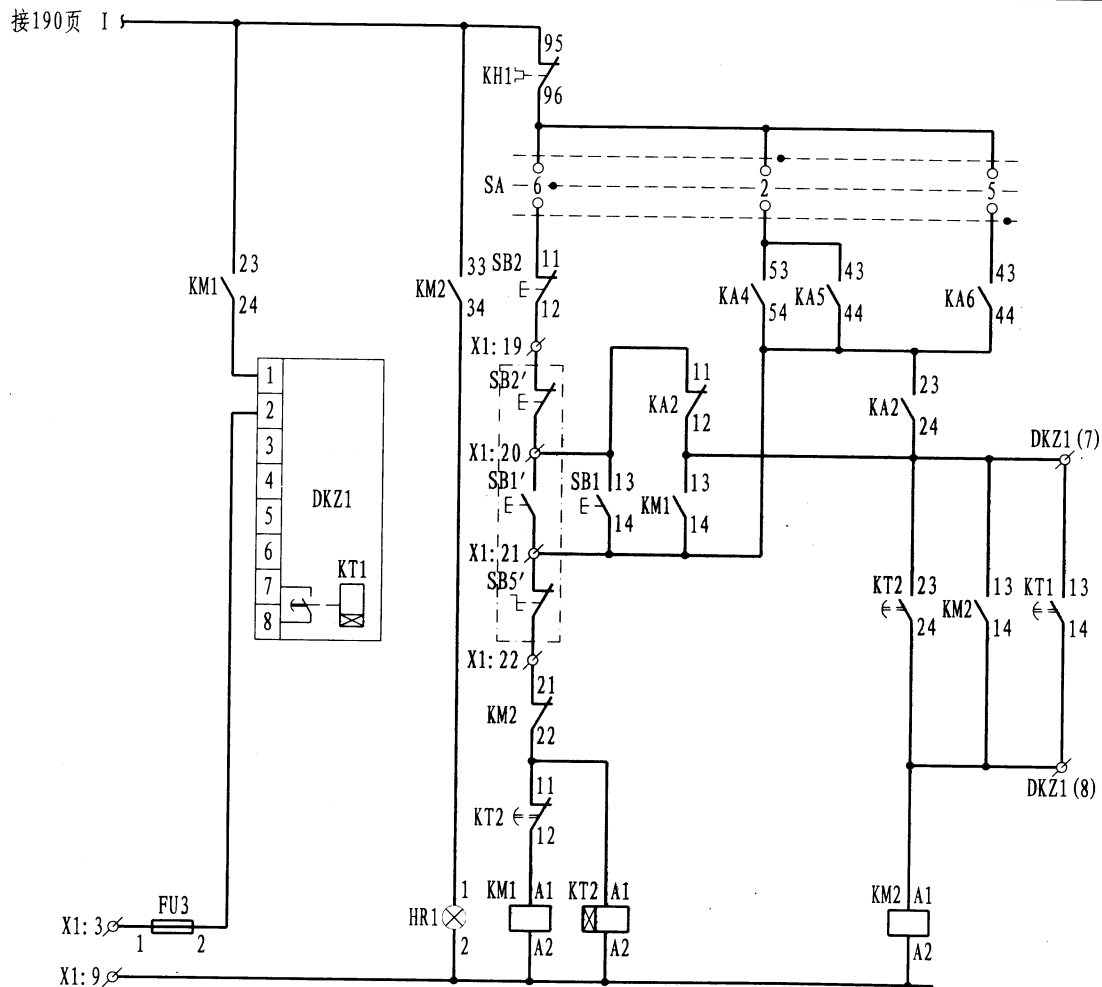 接190页 I
95
KH1
96
SA 6 2 5
SB2 11
12
53
KA4
54
43
KA5
44
43
KA6
44
23
KM1
24
33
KM2
34
X1:19
SB2′
11
KA2
12
23
KA2
24
X1:20
DKZ1(7)
SB1′
SB1 13
14
13
KM1
14
X1:21
SB5′
1
2
3
4
5
6
7
8
DKZ1
KT1
KT2 23
24
13
KM2
14
KT1 13
14
X1:22
21
KM2
22
DKZ1(8)
11
KT2
12
KM1 A1
A2
KT2 A1
A2
KM2 A1
A2
1
HR1
2
FU3
X1:3
1 2
X1:9